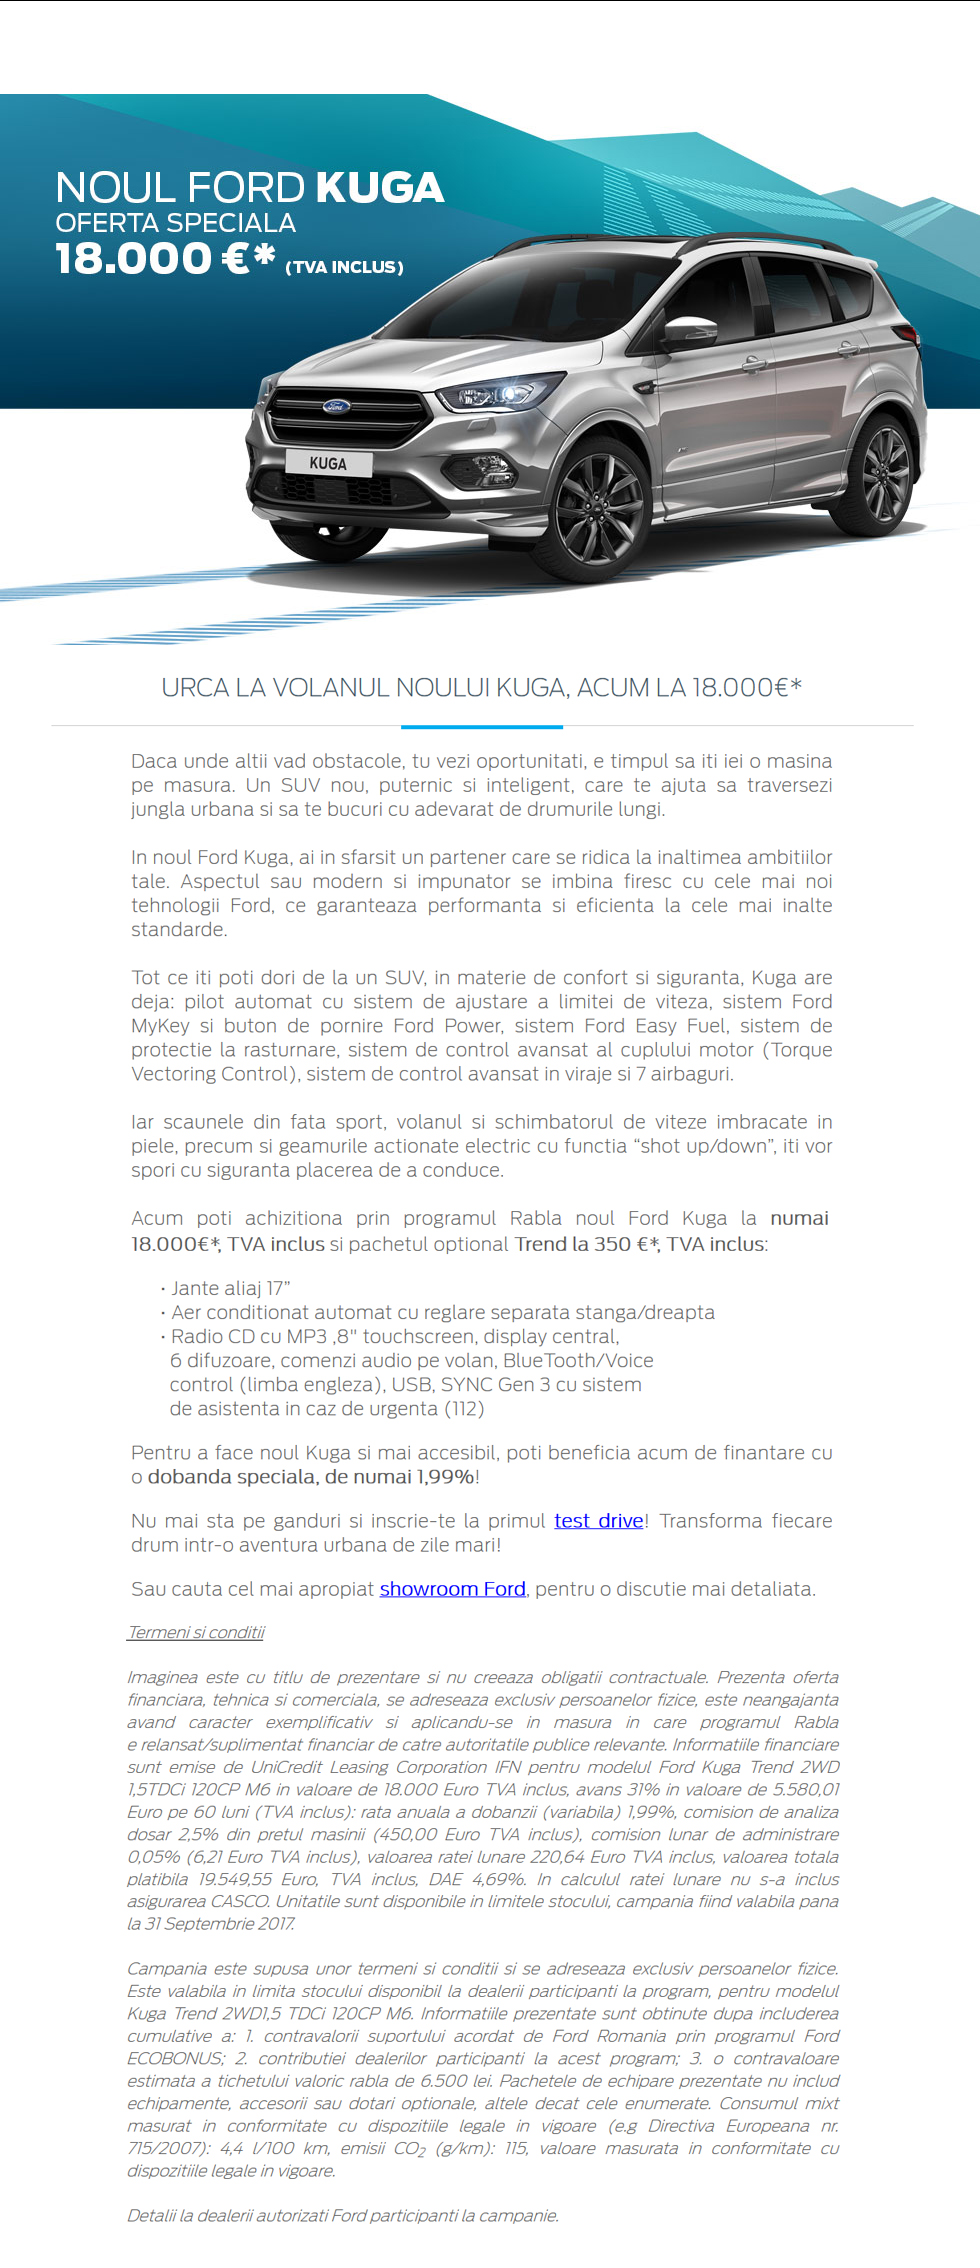 NOUL FORD KUGA
OFERTA SPECIALA
18.000 €* (TVA INCLUS)
Ford
KUGA
URCA LA VOLANUL NOULUI KUGA, ACUM LA 18.000€*
Daca unde altii vad obstacole, tu vezi oportunitati, e timpul sa iti iei o masina
pe masura. Un SUV nou, puternic si inteligent, care te ajuta sa traversezi
jungla urbana si sa te bucuri cu adevarat de drumurile lungi.
In noul Ford Kuga, ai in sfarsit un partener care se ridica la inaltimea ambitiilor
tale. Aspectul sau modern si impunator se imbina firesc cu cele mai noi
tehnologii Ford, ce garanteaza performanta si eficienta la cele mai inalte
standarde.
Tot ce iti poti dori de la un SUV, in materie de confort si siguranta, Kuga are
deja: pilot automat cu sistem de ajustare a limitei de viteza, sistem Ford
MyKey si buton de pornire Ford Power, sistem Ford Easy Fuel, sistem de
protectie la rasturnare, sistem de control avansat al cuplului motor (Torque
Vectoring Control), sistem de control avansat in viraje si 7 airbaguri.
Iar scaunele din fata sport, volanul si schimbatorul de viteze imbracate in
piele, precum si geamurile actionate electric cu functia “shot up/down”, iti vor
spori cu siguranta placerea de a conduce.
Acum poti achizitiona prin programul Rabla noul Ford Kuga la numai
18.000€*, TVA inclus si pachetul optional Trend la 350 €*, TVA inclus:
• Jante aliaj 17”
• Aer conditionat automat cu reglare separata stanga/dreapta
• Radio CD cu MP3 ,8" touchscreen, display central,
6 difuzoare, comenzi audio pe volan, BlueTooth/Voice
control (limba engleza), USB, SYNC Gen 3 cu sistem
de asistenta in caz de urgenta (112)
Pentru a face noul Kuga si mai accesibil, poti beneficia acum de finantare cu
o dobanda speciala, de numai 1,99%!
Nu mai sta pe ganduri si inscrie-te la primul test drive! Transforma fiecare
drum intr-o aventura urbana de zile mari!
Sau cauta cel mai apropiat showroom Ford, pentru o discutie mai detaliata.
Termeni si conditii
Imaginea este cu titlu de prezentare si nu creeaza obligatii contractuale. Prezenta oferta
financiara, tehnica si comerciala, se adreseaza exclusiv persoanelor fizice, este neangajanta
avand caracter exemplificativ si aplicandu-se in masura in care programul Rabla
e relansat/suplimentat financiar de catre autoritatile publice relevante. Informatiile financiare
sunt emise de UniCredit Leasing Corporation IFN pentru modelul Ford Kuga Trend 2WD
1,5TDCi 120CP M6 in valoare de 18.000 Euro TVA inclus, avans 31% in valoare de 5.580,01
Euro pe 60 luni (TVA inclus): rata anuala a dobanzii (variabila) 1,99%, comision de analiza
dosar 2,5% din pretul masinii (450,00 Euro TVA inclus), comision lunar de administrare
0,05% (6,21 Euro TVA inclus), valoarea ratei lunare 220,64 Euro TVA inclus, valoarea totala
platibila 19.549,55 Euro, TVA inclus, DAE 4,69%. In calculul ratei lunare nu s-a inclus
asigurarea CASCO. Unitatile sunt disponibile in limitele stocului, campania fiind valabila pana
la 31 Septembrie 2017.
Campania este supusa unor termeni si conditii si se adreseaza exclusiv persoanelor fizice.
Este valabila in limita stocului disponibil la dealerii participanti la program, pentru modelul
Kuga Trend 2WD1,5 TDCi 120CP M6. Informatiile prezentate sunt obtinute dupa includerea
cumulative a: 1. contravalorii suportului acordat de Ford Romania prin programul Ford
ECOBONUS; 2. contributiei dealerilor participanti la acest program; 3. o contravaloare
estimata a tichetului valoric rabla de 6.500 lei. Pachetele de echipare prezentate nu includ
echipamente, accesorii sau dotari optionale, altele decat cele enumerate. Consumul mixt
masurat in conformitate cu dispozitiile legale in vigoare (e.g Directiva Europeana nr.
715/2007): 4,4 l/100 km, emisii CO2 (g/km): 115, valoare masurata in conformitate cu
dispozitiile legale in vigoare.
Detalii la dealerii autorizati Ford participanti la campanie.